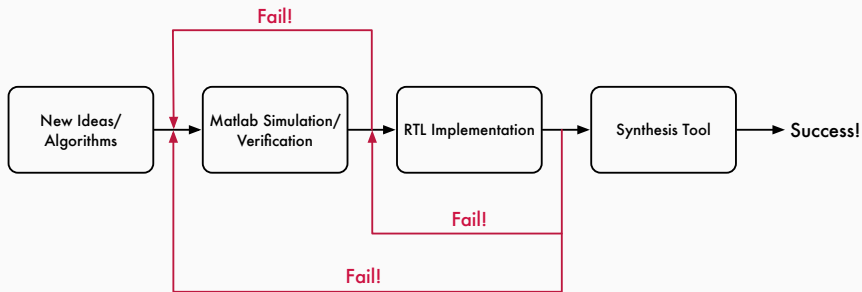 Fail!
New Ideas/
Algorithms
Matlab Simulation/
Verification
RTL Implementation
Synthesis Tool
Success!
Fail!
Fail!